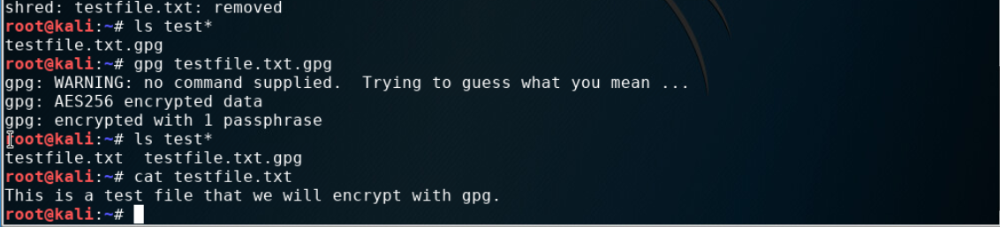 shred: testfile.txt: removed
root@kali:~# ls test*
testfile.txt.gpg
root@kali:~# gpg testfile.txt.gpg
gpg: WARNING: no command supplied.  Trying to guess what you mean ...
gpg: AES256 encrypted data
gpg: encrypted with 1 passphrase
root@kali:~# ls test*
testfile.txt  testfile.txt.gpg
root@kali:~# cat testfile.txt
This is a test file that we will encrypt with gpg.
root@kali:~#